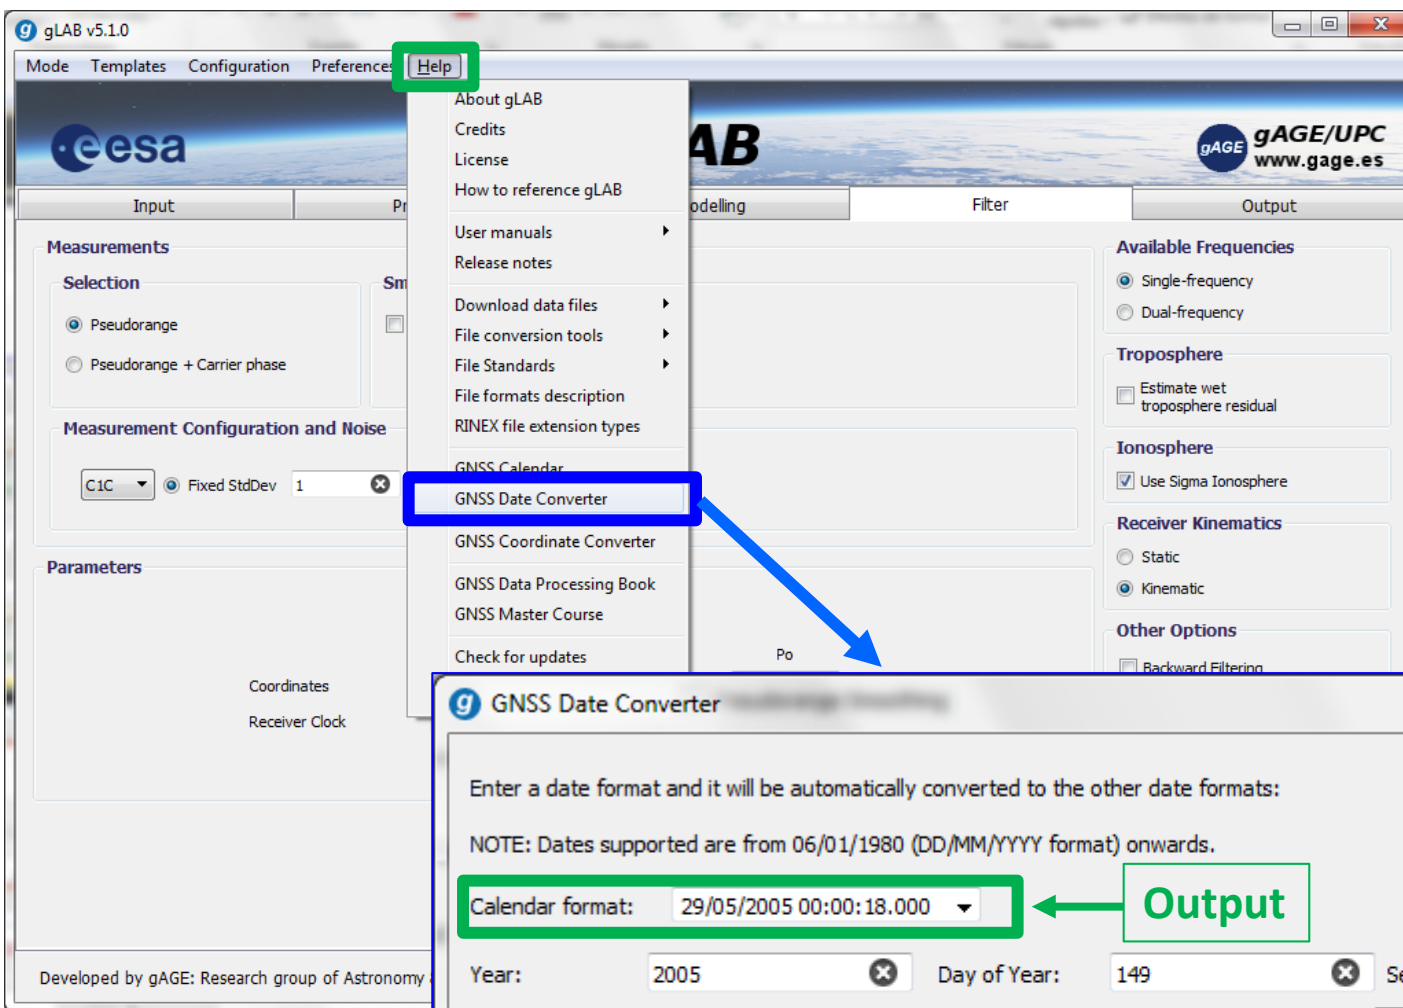 gLAB v5.1.0
Mode Templates Configuration Preferences Help
About gLAB
Credits
License
How to reference gLAB
User manuals
Release notes
Download data files
File conversion tools
File Standards
File formats description
RINEX file extension types
GNSS Calendar
GNSS Date Converter
GNSS Coordinate Converter
GNSS Data Processing Book
GNSS Master Course
Check for updates
eesa
AB
gAGE gAGE/UPC
www.gage.es
Input Pr odelling Filter Output
Measurements
Selection Sm
Pseudorange
Pseudorange + Carrier phase
Measurement Configuration and Noise
C1C Fixed StdDev 1
Parameters
Po
Coordinates
Receiver Clock
Available Frequencies
Single-frequency
Dual-frequency
Troposphere
Estimate wet
troposphere residual
Ionosphere
Use Sigma Ionosphere
Receiver Kinematics
Static
Kinematic
Other Options
Backward Filtering
Developed by gAGE: Research group of Astronomy
GNSS Date Converter
Enter a date format and it will be automatically converted to the other date formats:
NOTE: Dates supported are from 06/01/1980 (DD/MM/YYYY format) onwards.
Calendar format: 29/05/2005 00:00:18.000
Output
Year: 2005 Day of Year: 149 Se